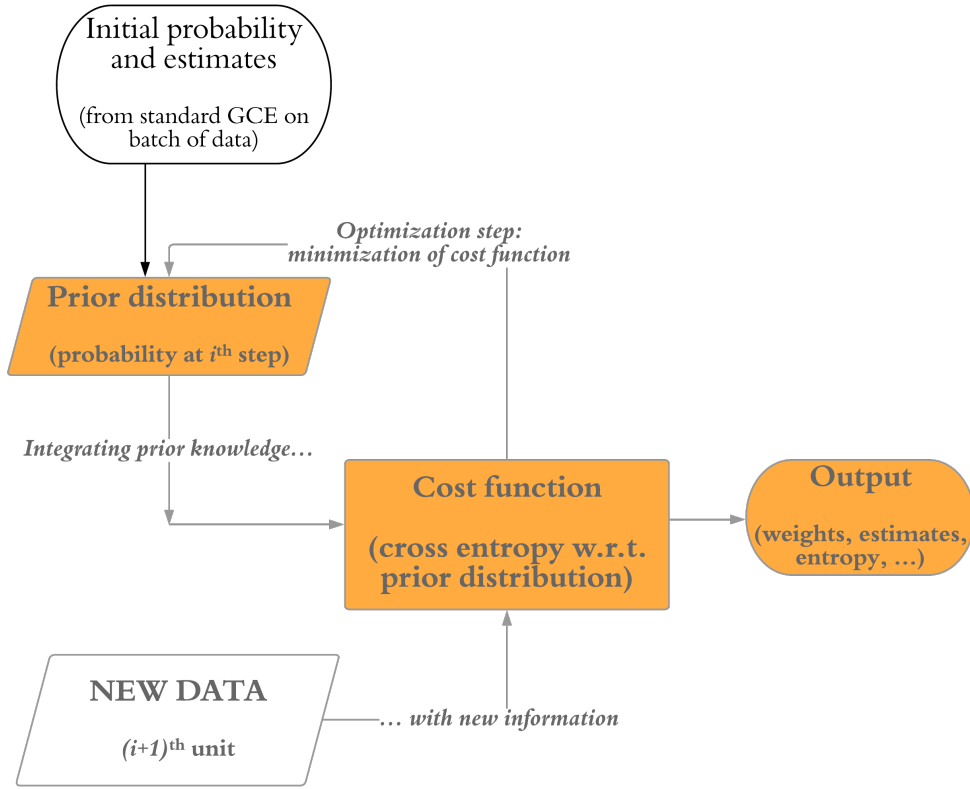 Initial probability
and estimates
(from standard GCE on
batch of data)
Optimization step:
minimization of cost function
Prior distribution
(probability at ith step)
Integrating prior knowledge…
Cost function
(cross entropy w.r.t.
prior distribution)
Output
(weights, estimates,
entropy, …)
NEW DATA
(i+1)th unit
… with new information